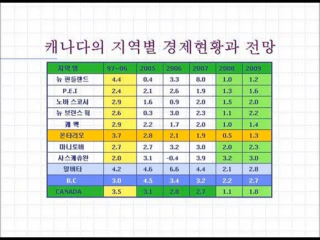 캐나다의 지역별 경제현황과 전망
지역 별 97-06 2005 2006 2007 2008 2009
뉴 펀들랜드 4.4 0.4 3.3 8.0 1.0 1.2
P.E.I 2.4 2.1 2.6 1.9 1.3 1.6
노바 스코샤 2.9 1.6 0.9 2.0 1.5 2.0
뉴 브런스 윅 2.6 0.3 3.0 2.3 1.1 2.2
퀘 벡 2.9 2.2 1.7 2.0 1.0 1.4
온타리오 3.7 2.8 2.1 1.9 0.5 1.3
마니토바 2.7 2.7 3.2 2.7 2.0 2.3
사스케츄완 2.0 3.1 -0.4 3.9 3.2 3.0
알버타 4.2 4.6 6.6 4.4 2.1 2.8
B.C 3.0 4.5 3.4 3.2 2.2 2.7
CANADA 3.5 3.1 2.8 2.7 1.1 1.8